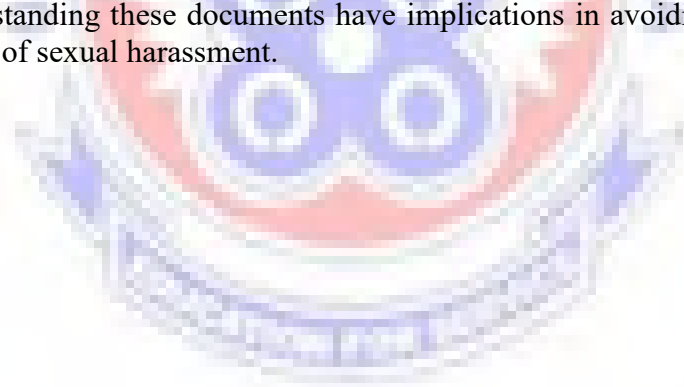 standing these documents have implications in avoid
of sexual harassment.